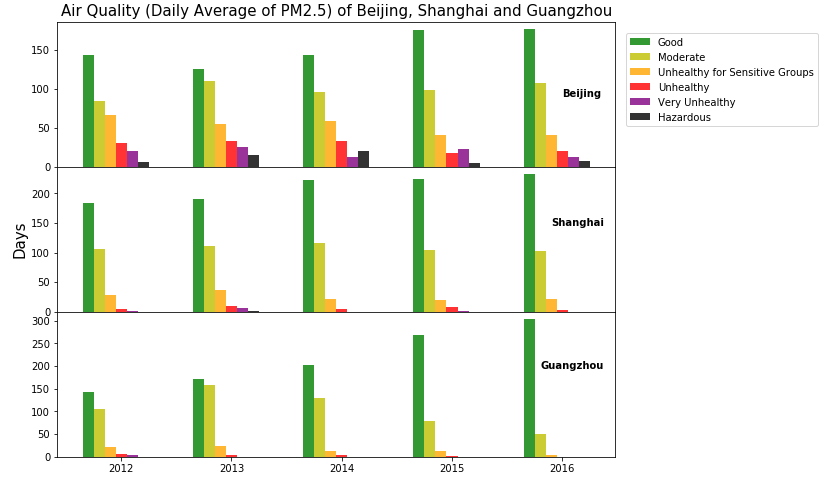 Air Quality (Daily Average of PM2.5) of Beijing, Shanghai and Guangzhou
Good
Moderate
Unhealthy for Sensitive Groups
Unhealthy
Very Unhealthy
Hazardous
150
100
50
0
Beijing
Days
200
150
100
50
0
Shanghai
300
250
200
150
100
50
0
Guangzhou
2012 2013 2014 2015 2016